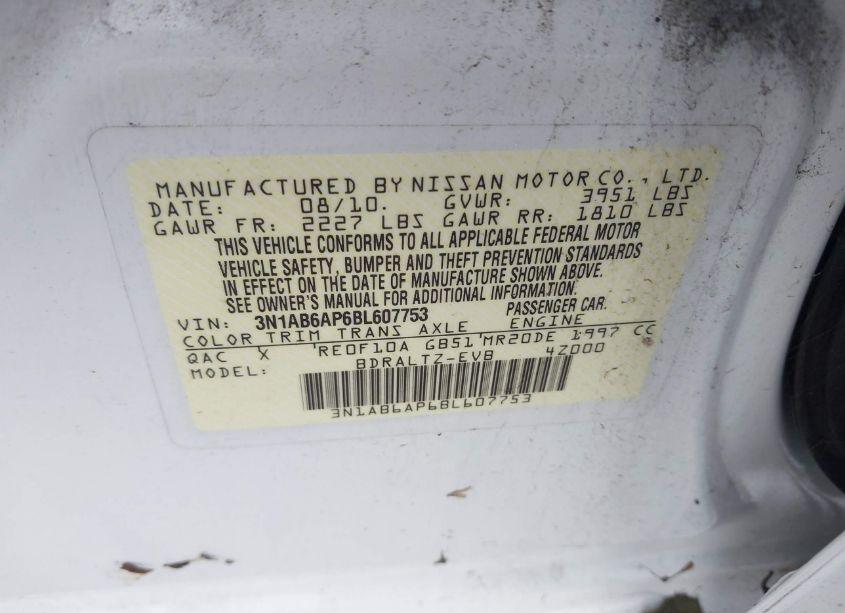 MANUFACTURED BY NISSAN MOTOR CO., LTD.
DATE: 08/10. GVWR: 3951 LBS
GAWR FR: 2227 LBS GAWR RR: 1810 LBS
THIS VEHICLE CONFORMS TO ALL APPLICABLE FEDERAL MOTOR
VEHICLE SAFETY, BUMPER AND THEFT PREVENTION STANDARDS
IN EFFECT ON THE DATE OF MANUFACTURE SHOWN ABOVE.
SEE OWNER'S MANUAL FOR ADDITIONAL INFORMATION.
VIN: 3N1AB6AP6BL607753 PASSENGER CAR.
COLOR TRIM TRANS AXLE ENGINE
QAC X 'RE0F10A GB51'MR20DE 1997 CC
MODEL: BDRALTZ-EVB 4Z000
3N1AB6AP6BL607753